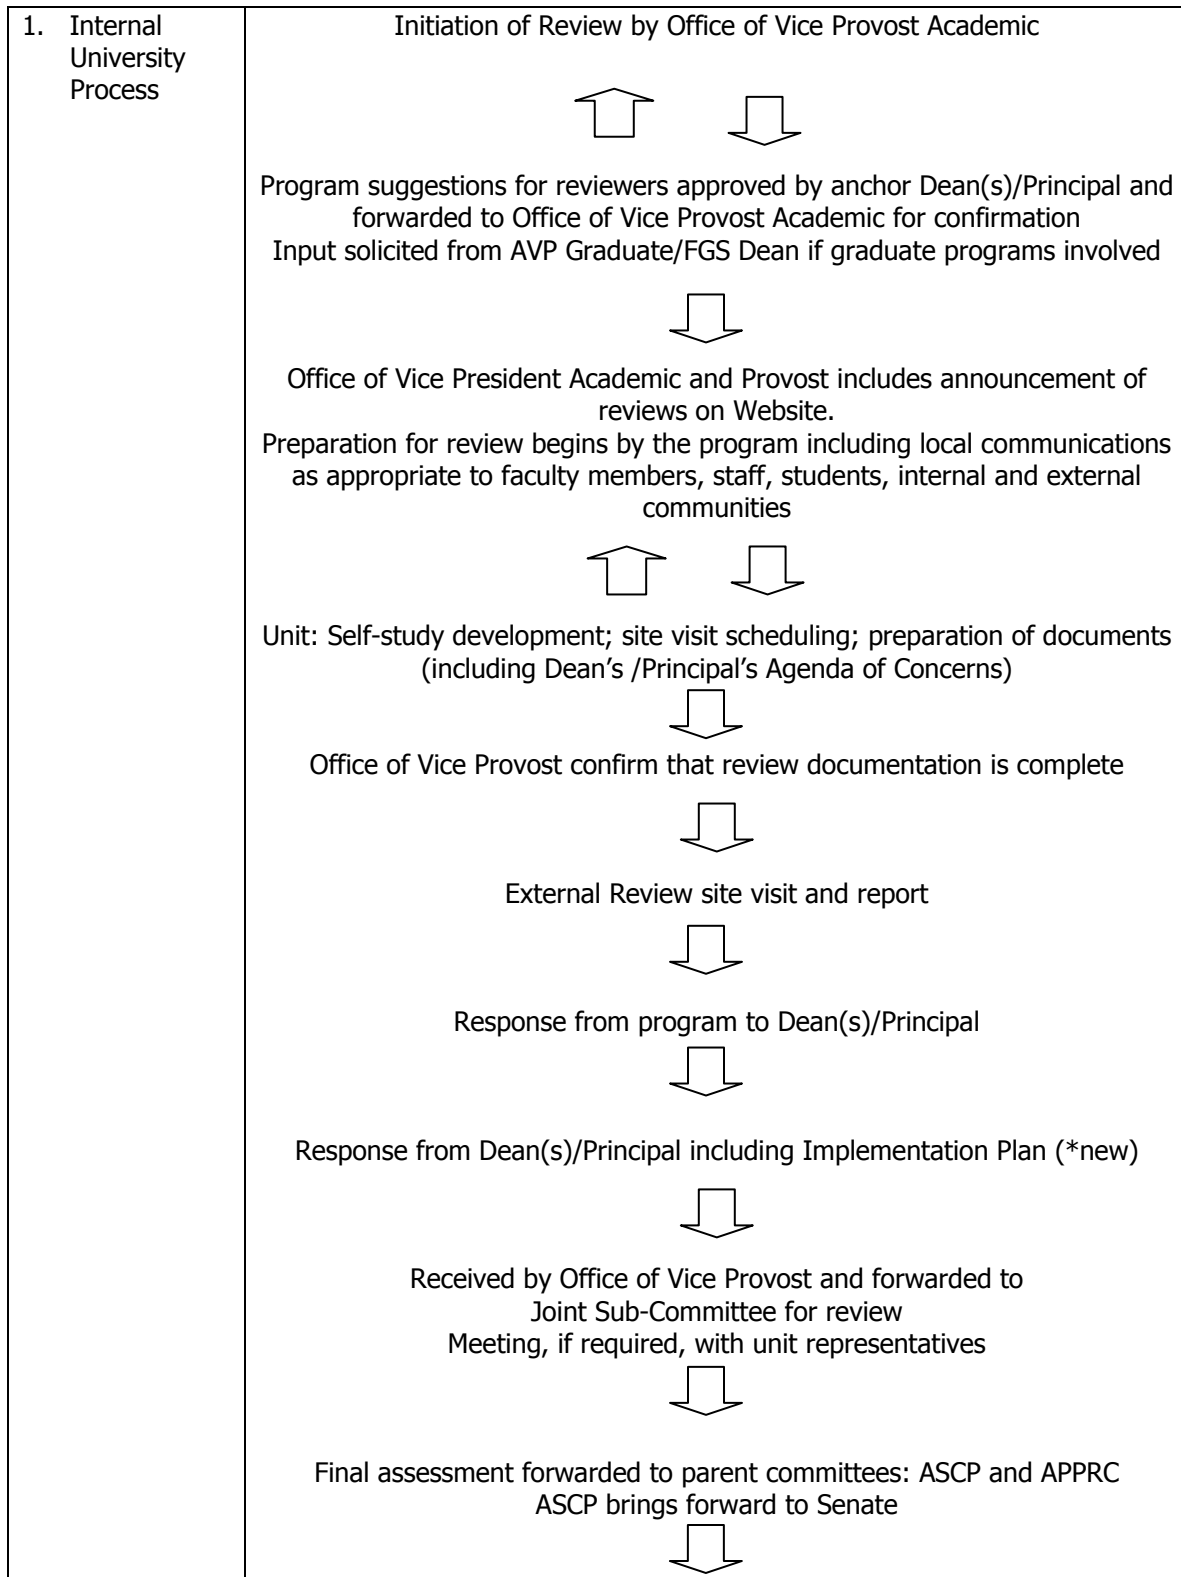 1. Internal
University
Process
Initiation of Review by Office of Vice Provost Academic
Program suggestions for reviewers approved by anchor Dean(s)/Principal and
forwarded to Office of Vice Provost Academic for confirmation
Input solicited from AVP Graduate/FGS Dean if graduate programs involved
Office of Vice President Academic and Provost includes announcement of
reviews on Website.
Preparation for review begins by the program including local communications
as appropriate to faculty members, staff, students, internal and external
communities
Unit: Self-study development; site visit scheduling; preparation of documents
(including Dean’s /Principal’s Agenda of Concerns)
Office of Vice Provost confirm that review documentation is complete
External Review site visit and report
Response from program to Dean(s)/Principal
Response from Dean(s)/Principal including Implementation Plan (*new)
Received by Office of Vice Provost and forwarded to
Joint Sub-Committee for review
Meeting, if required, with unit representatives
Final assessment forwarded to parent committees: ASCP and APPRC
ASCP brings forward to Senate